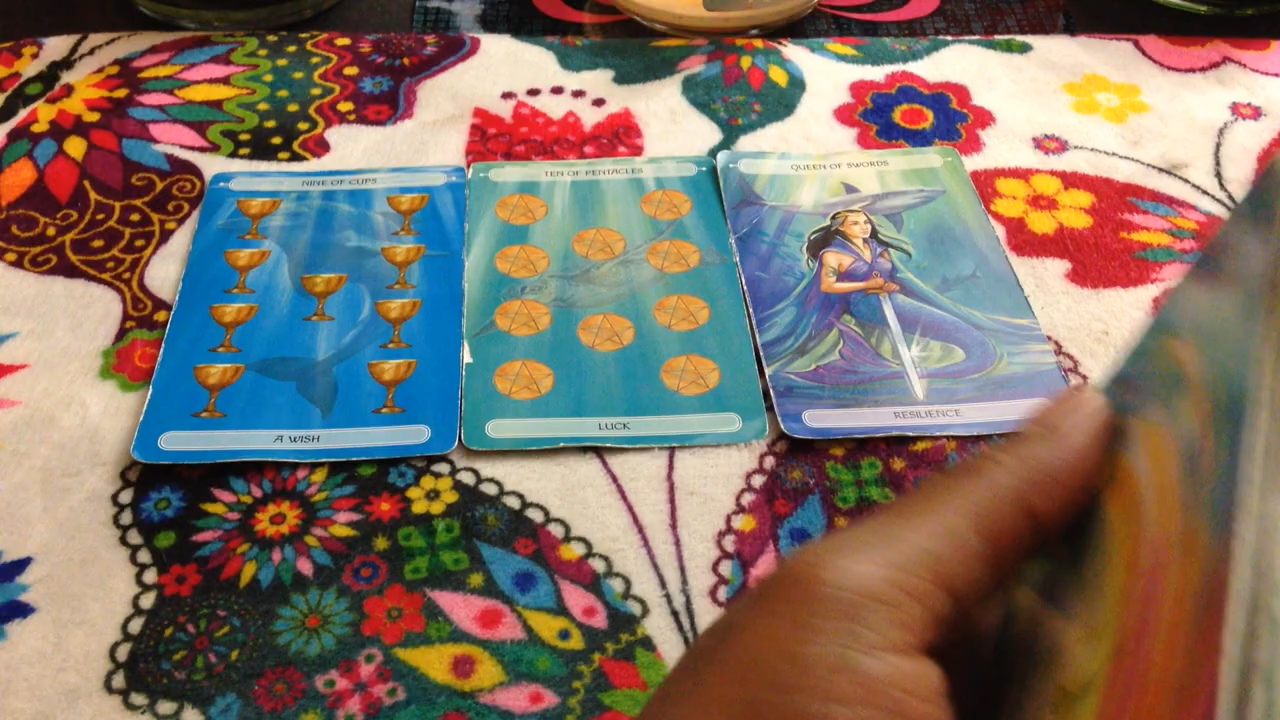 NINE OF CUPS
A WISH
TEN OF PENTACLES
LUCK
QUEEN OF SWORDS
RESILIENCE